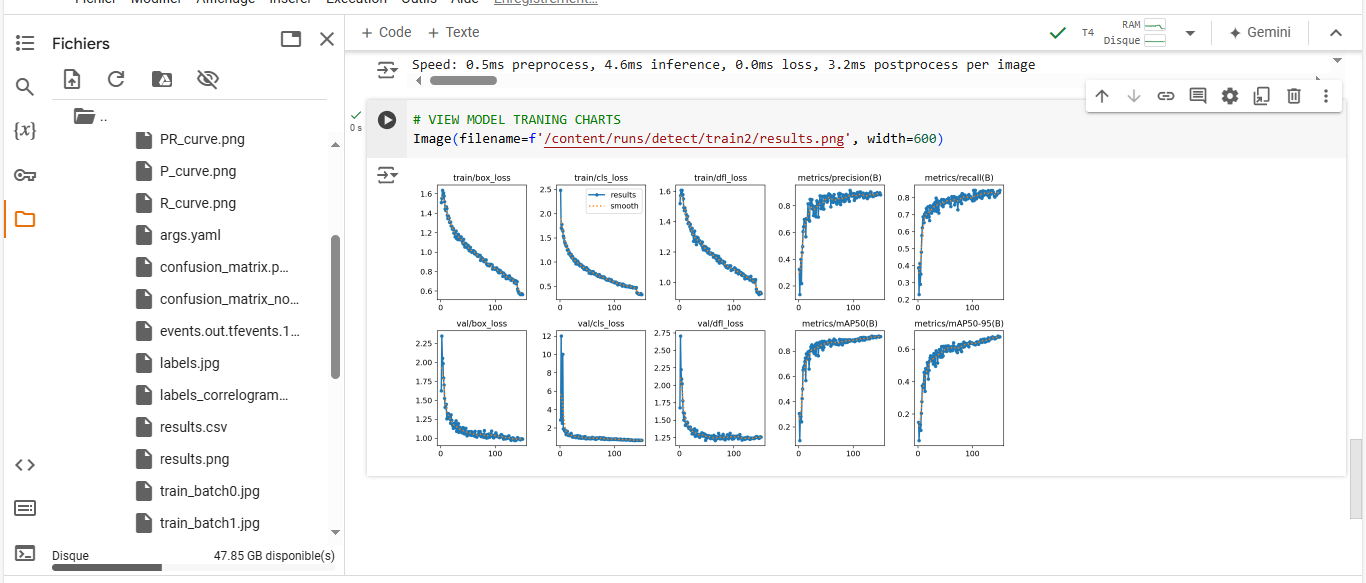 Fichier Modifier Affichage Insérer Exécution Outils Aide Enregistrement…
Fichiers
..
PR_curve.png
P_curve.png
R_curve.png
args.yaml
confusion_matrix.p...
confusion_matrix_no...
events.out.tfevents.1...
labels.jpg
labels_correlogram...
results.csv
results.png
train_batch0.jpg
train_batch1.jpg
Disque 47.85 GB disponible(s)
+ Code + Texte
T4 RAM Disque
Gemini
Speed: 0.5ms preprocess, 4.6ms inference, 0.0ms loss, 3.2ms postprocess per image
0 s
# VIEW MODEL TRANING CHARTS
Image(filename=f'/content/runs/detect/train2/results.png', width=600)
train/box_loss
1.6
1.4
1.2
1.0
0.8
0.6
0 100
train/cls_loss
results
smooth
2.5
2.0
1.5
1.0
0.5
0 100
train/dfl_loss
1.6
1.4
1.2
1.0
0 100
metrics/precision(B)
0.8
0.6
0.4
0.2
0 100
metrics/recall(B)
0.8
0.7
0.6
0.5
0.4
0.3
0.2
0 100
val/box_loss
2.25
2.00
1.75
1.50
1.25
1.00
0 100
val/cls_loss
12
10
8
6
4
2
0 100
val/dfl_loss
2.75
2.50
2.25
2.00
1.75
1.50
1.25
0 100
metrics/mAP50(B)
0.8
0.6
0.4
0.2
0 100
metrics/mAP50-95(B)
0.6
0.4
0.2
0 100